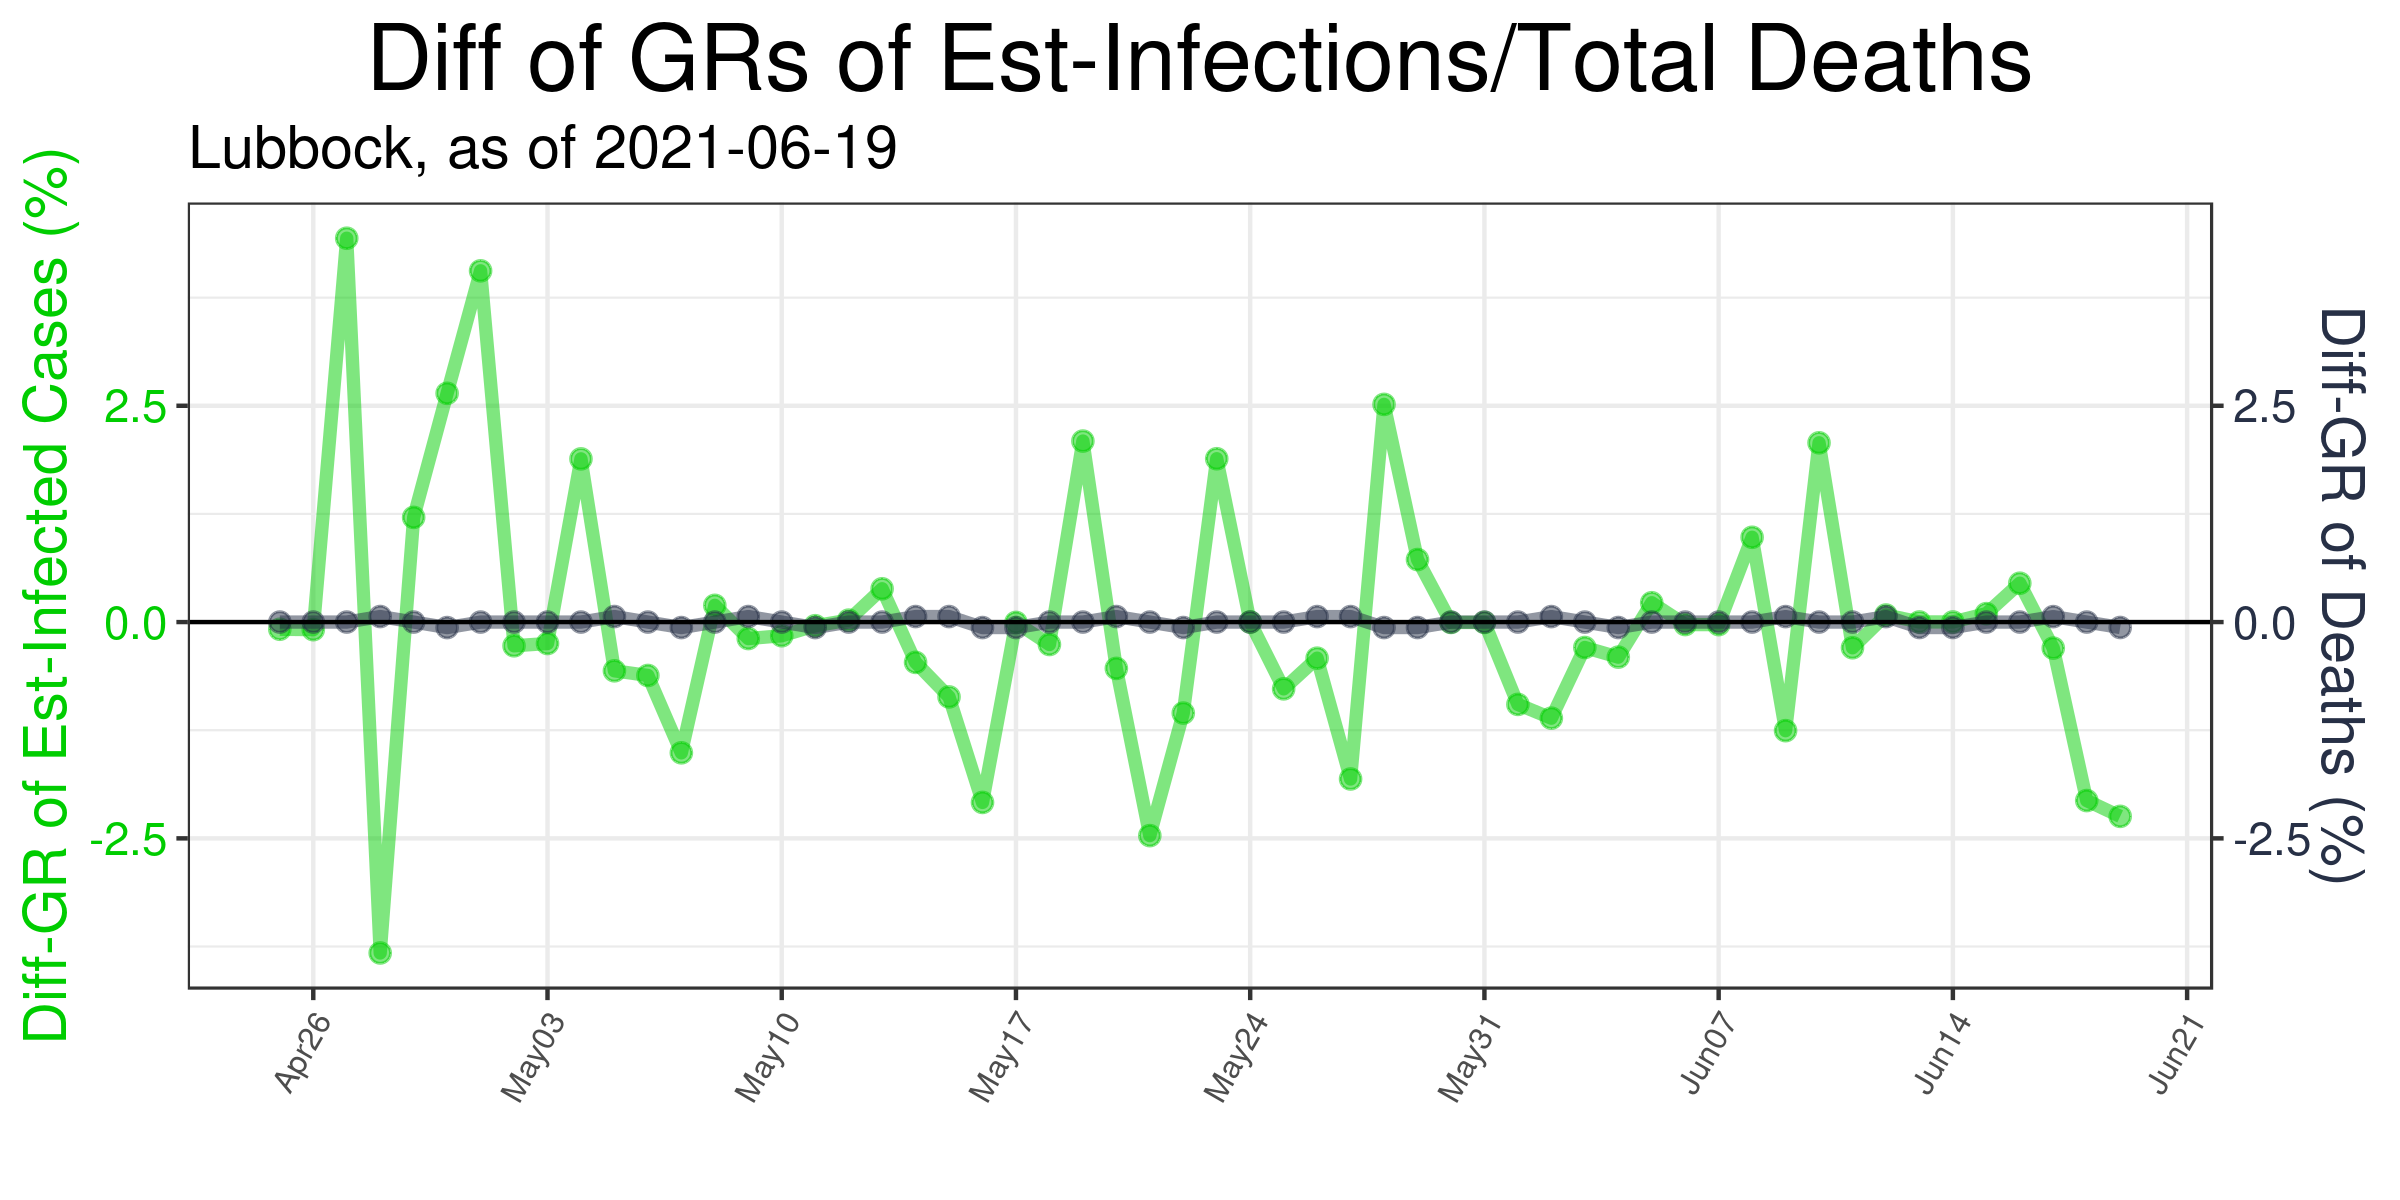 Diff of GRs of Est-Infections/Total Deaths
Lubbock, as of 2021-06-19
Diff-GR of Est-Infected Cases (%)
2.5
0.0
-2.5
2.5
0.0
-2.5
Diff-GR of Deaths (%)
Apr26
May03
May10
May17
May24
May31
Jun07
Jun14
Jun21